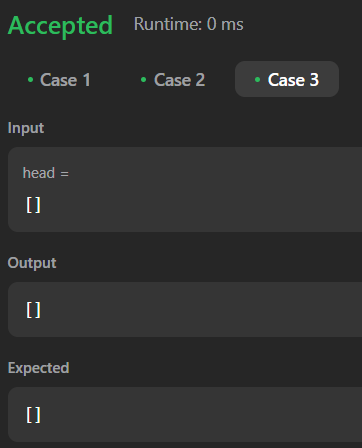 Accepted Runtime: 0 ms
• Case 1 • Case 2 • Case 3
Input
head =
[]
Output
[]
Expected
[]